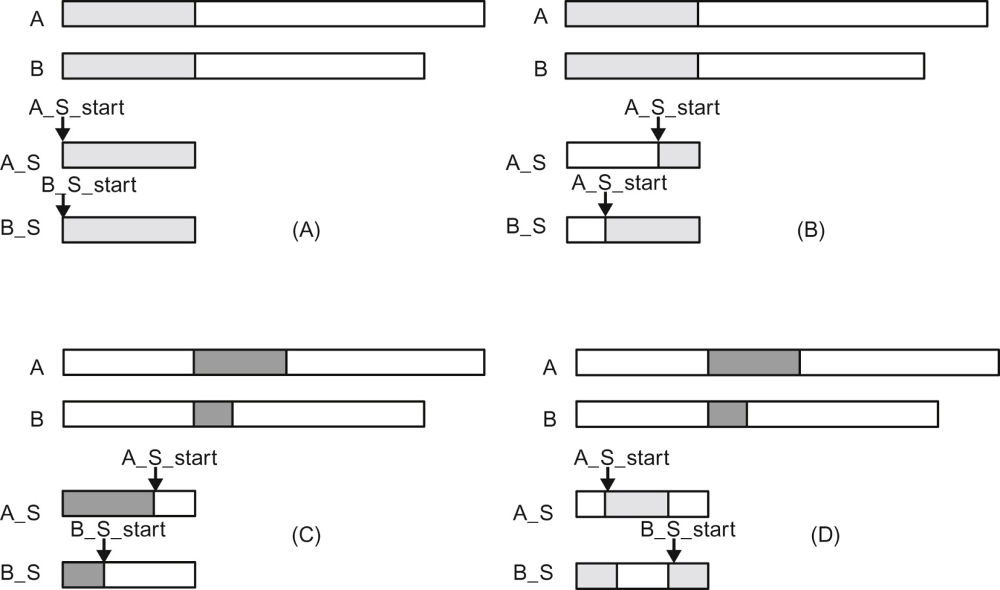 A
B
A_S_start
A_S
B_S_start
B_S
(A)
A
B
A_S_start
A_S
A_S_start
B_S
(B)
A
B
A_S_start
A_S
B_S_start
B_S
(C)
A
B
A_S_start
A_S
B_S_start
B_S
(D)